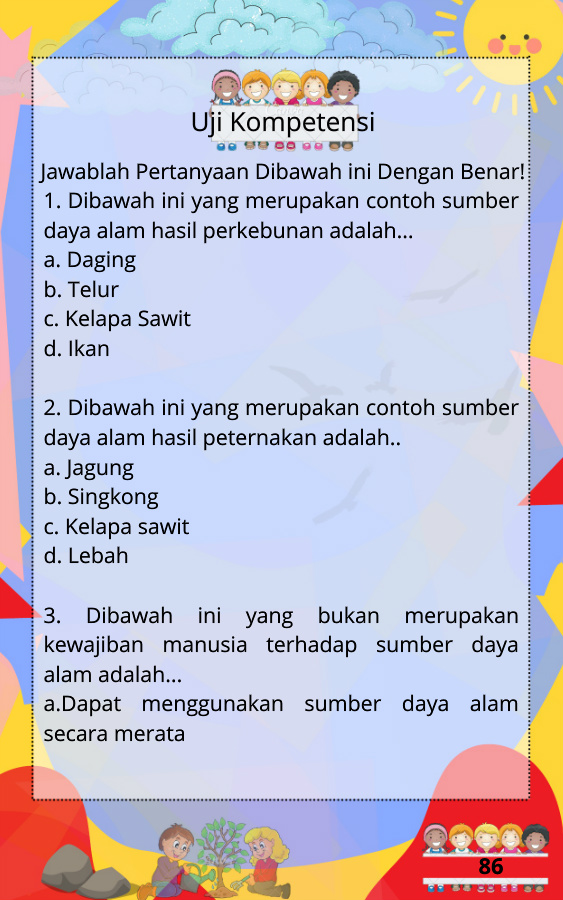 Uji Kompetensi
Jawablah Pertanyaan Dibawah ini Dengan Benar!
1. Dibawah ini yang merupakan contoh sumber
daya alam hasil perkebunan adalah...
a. Daging
b. Telur
c. Kelapa Sawit
d. Ikan
2. Dibawah ini yang merupakan contoh sumber
daya alam hasil peternakan adalah..
a. Jagung
b. Singkong
c. Kelapa sawit
d. Lebah
3. Dibawah ini yang bukan merupakan
kewajiban manusia terhadap sumber daya
alam adalah...
a.Dapat menggunakan sumber daya alam
secara merata
86